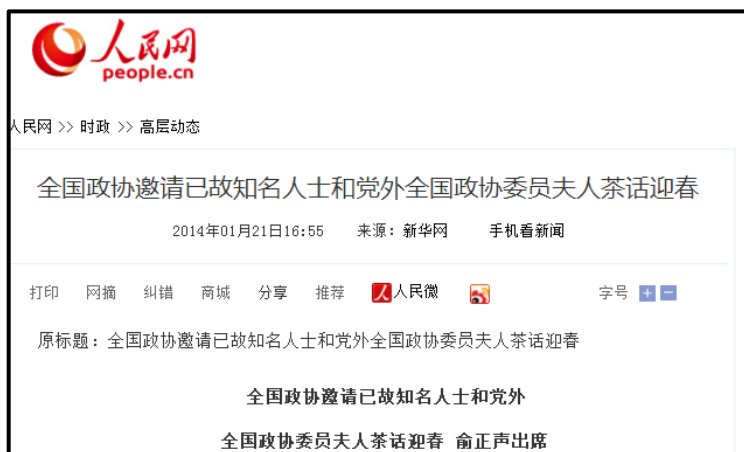 人民网
people.cn
人民网 >> 时政 >> 高层动态
全国政协邀请已故知名人士和党外全国政协委员夫人茶话迎春
2014年01月21日16:55 来源：新华网 手机看新闻
打印 网摘 纠错 商城 分享 推荐 人民微 字号
原标题：全国政协邀请已故知名人士和党外全国政协委员夫人茶话迎春
全国政协邀请已故知名人士和党外
全国政协委员夫人茶话迎春 俞正声出席